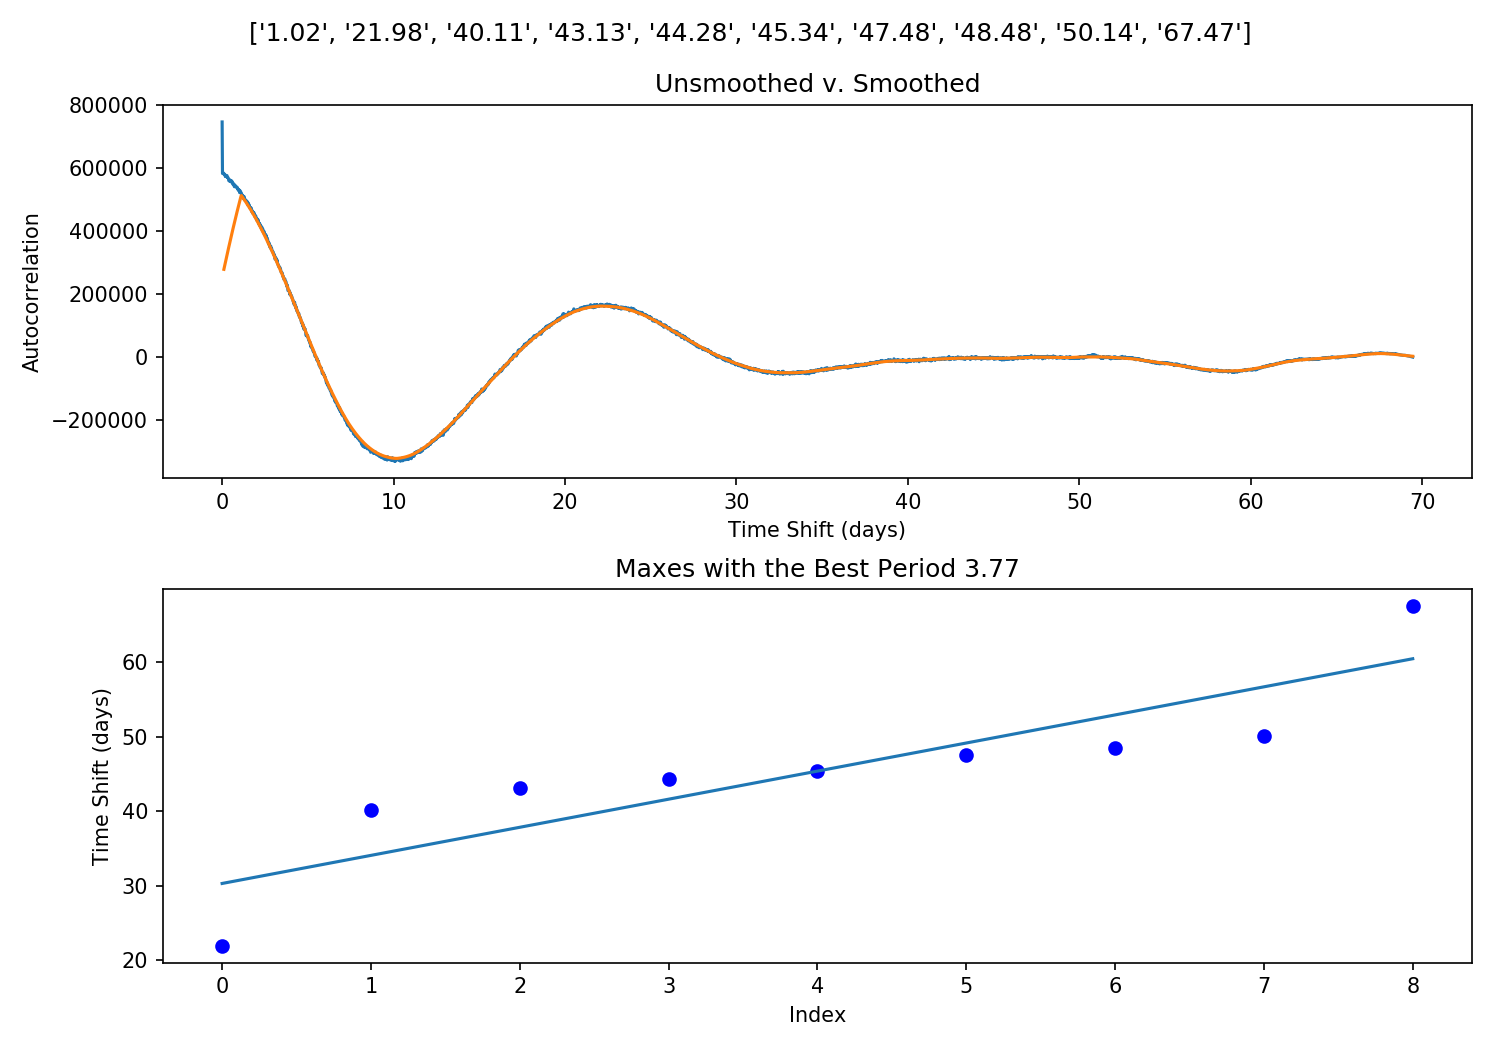 ['1.02', '21.98', '40.11', '43.13', '44.28', '45.34', '47.48', '48.48', '50.14', '67.47']
Unsmoothed v. Smoothed
800000
600000
400000
200000
0
−200000
Autocorrelation
0 10 20 30 40 50 60 70
Time Shift (days)
Maxes with the Best Period 3.77
60
50
40
30
20
Time Shift (days)
0 1 2 3 4 5 6 7 8
Index